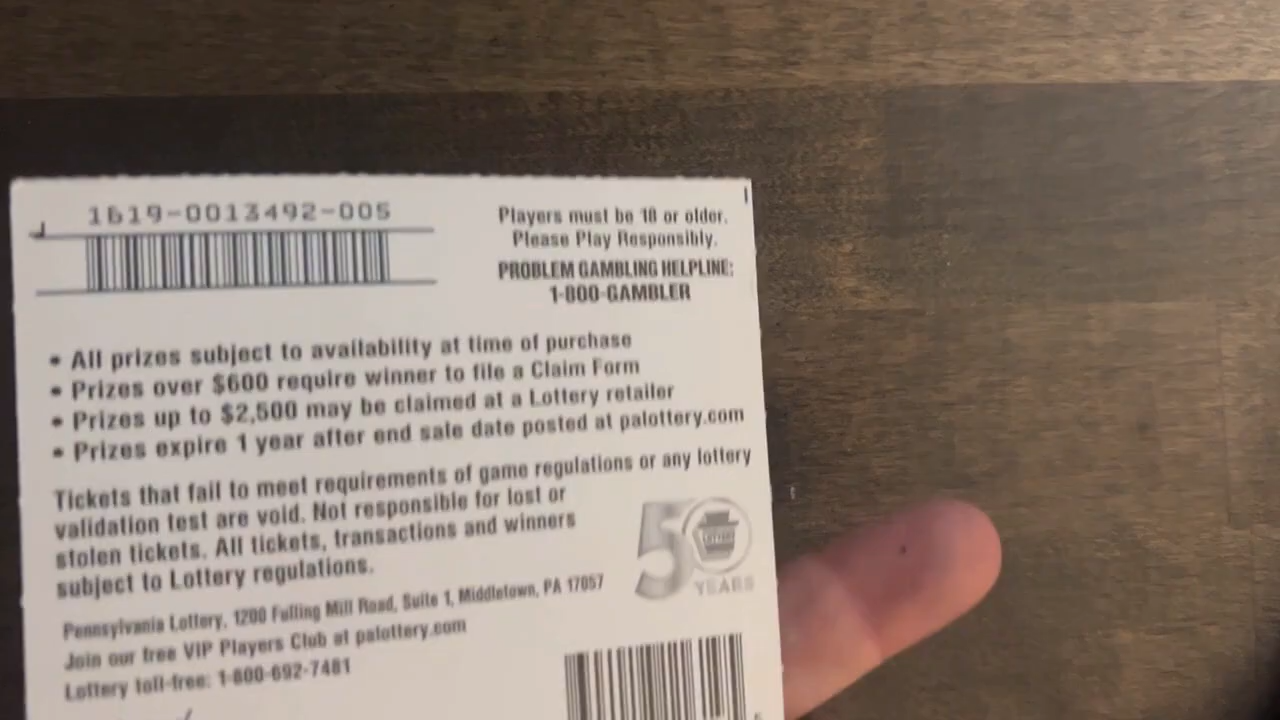 1619-0013492-005
Players must be 18 or older.
Please Play Responsibly.
PROBLEM GAMBLING HELPLINE:
1-800-GAMBLER
• All prizes subject to availability at time of purchase
• Prizes over $600 require winner to file a Claim Form
• Prizes up to $2,500 may be claimed at a Lottery retailer
• Prizes expire 1 year after end sale date posted at palottery.com
Tickets that fail to meet requirements of game regulations or any lottery
validation test are void. Not responsible for lost or
stolen tickets. All tickets, transactions and winners
subject to Lottery regulations.
50
LOTTERY
YEARS
Pennsylvania Lottery, 1200 Fulling Mill Road, Suite 1, Middletown, PA 17057
Join our free VIP Players Club at palottery.com
Lottery toll-free: 1-800-692-7481